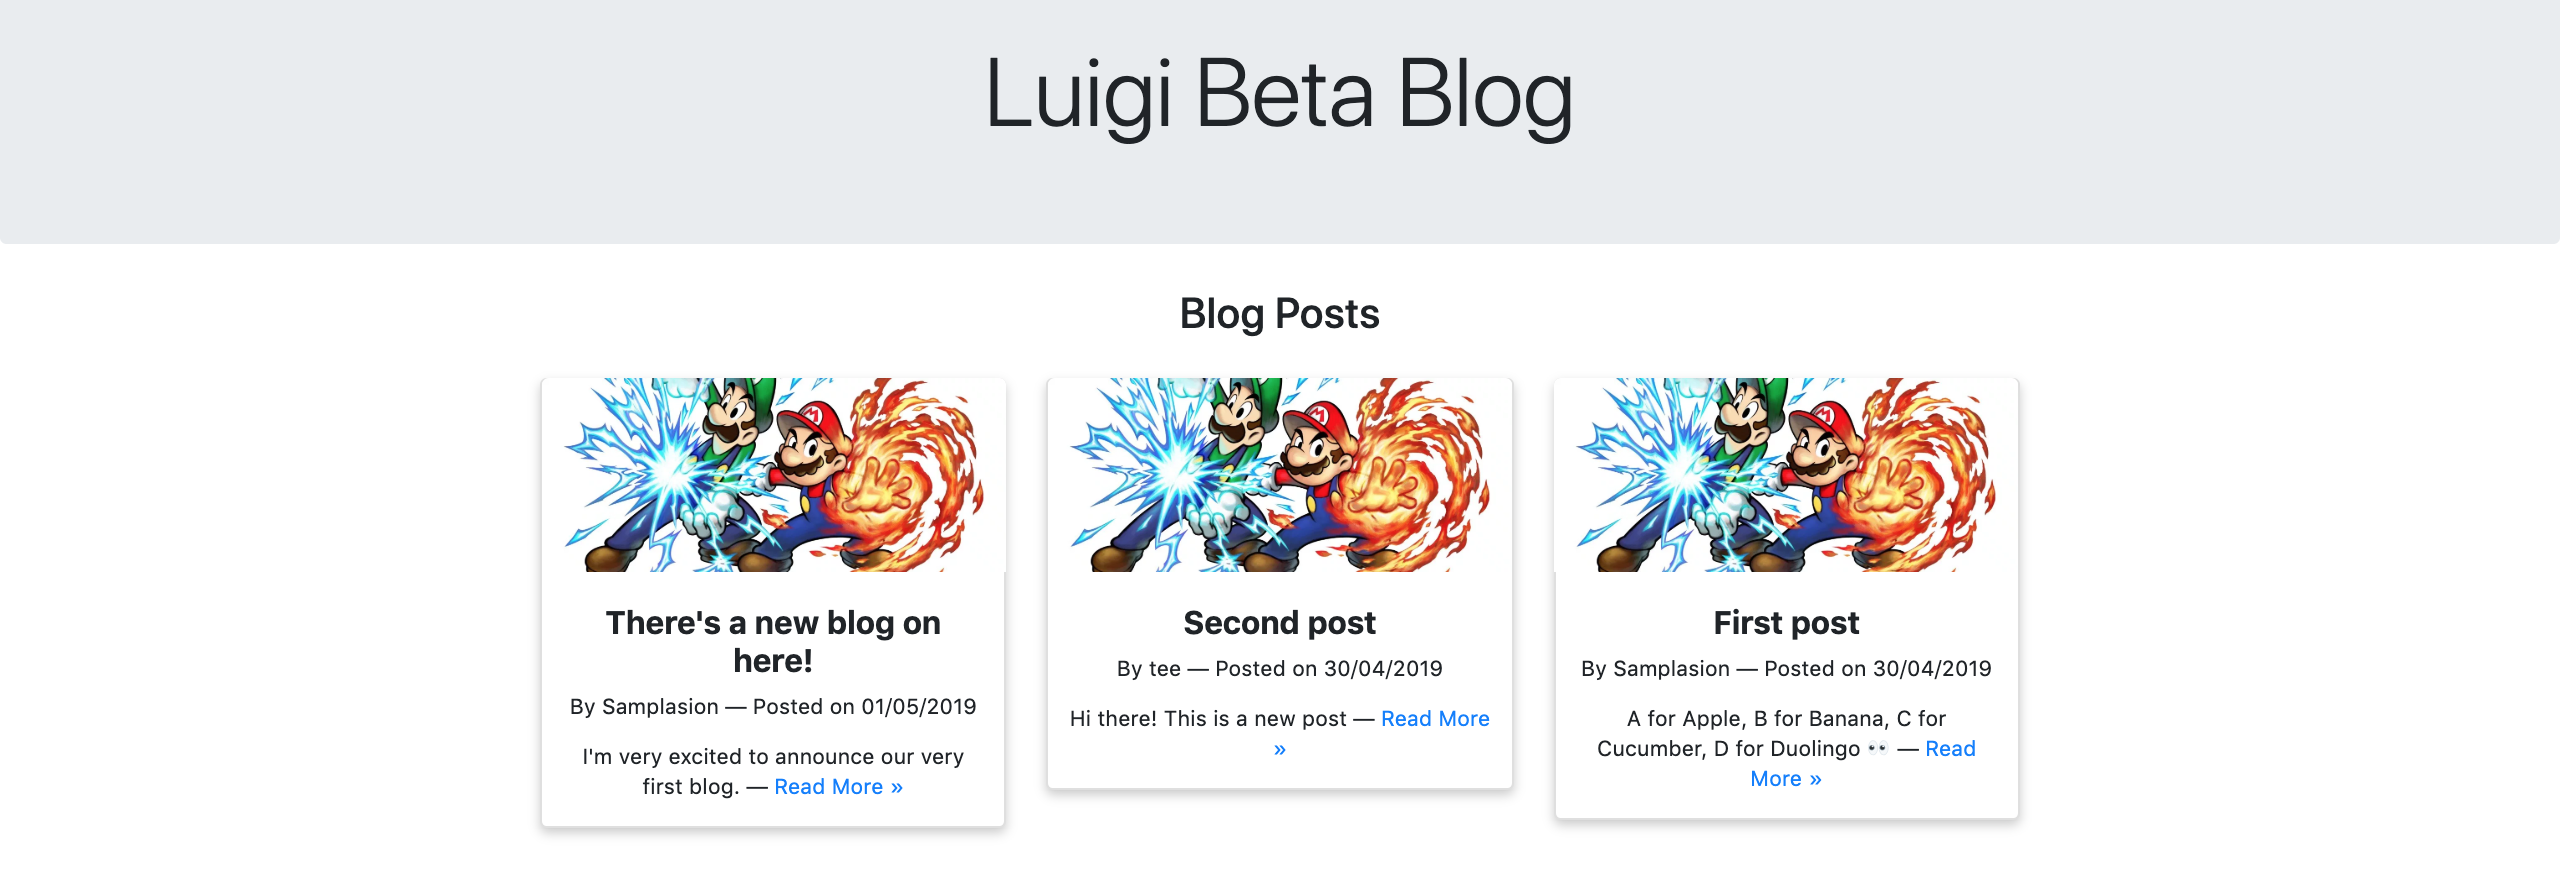 Luigi Beta Blog
Blog Posts
There's a new blog on
here!
By Samplasion — Posted on 01/05/2019
I'm very excited to announce our very
first blog. — Read More »
Second post
By tee — Posted on 30/04/2019
Hi there! This is a new post — Read More
»
First post
By Samplasion — Posted on 30/04/2019
A for Apple, B for Banana, C for
Cucumber, D for Duolingo 👀 — Read
More »